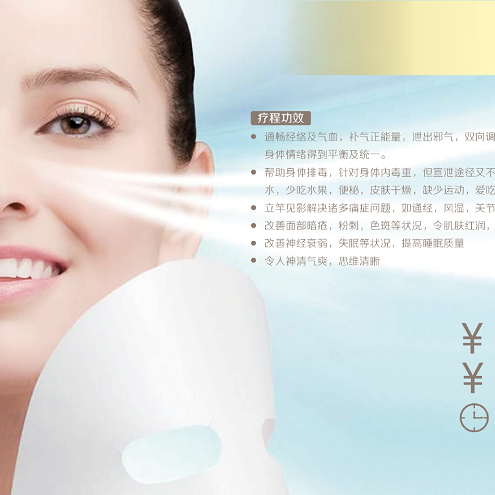 疗程功效
● 通畅经络及气血，补气正能量，泄出邪气，双向调
身体情绪得到平衡及统一。
● 帮助身体排毒，针对身体内毒重，但宣泄途径又不
水，少吃水果，便秘，皮肤干燥，缺少运动，爱吃
● 立竿见影解决诸多痛症问题，如通经，风湿，关节
● 改善面部暗疮，粉刺，色斑等状况，令肌肤红润，
● 改善神经衰弱，失眠等状况，提高睡眠质量
● 令人神清气爽，思维清晰
¥
¥